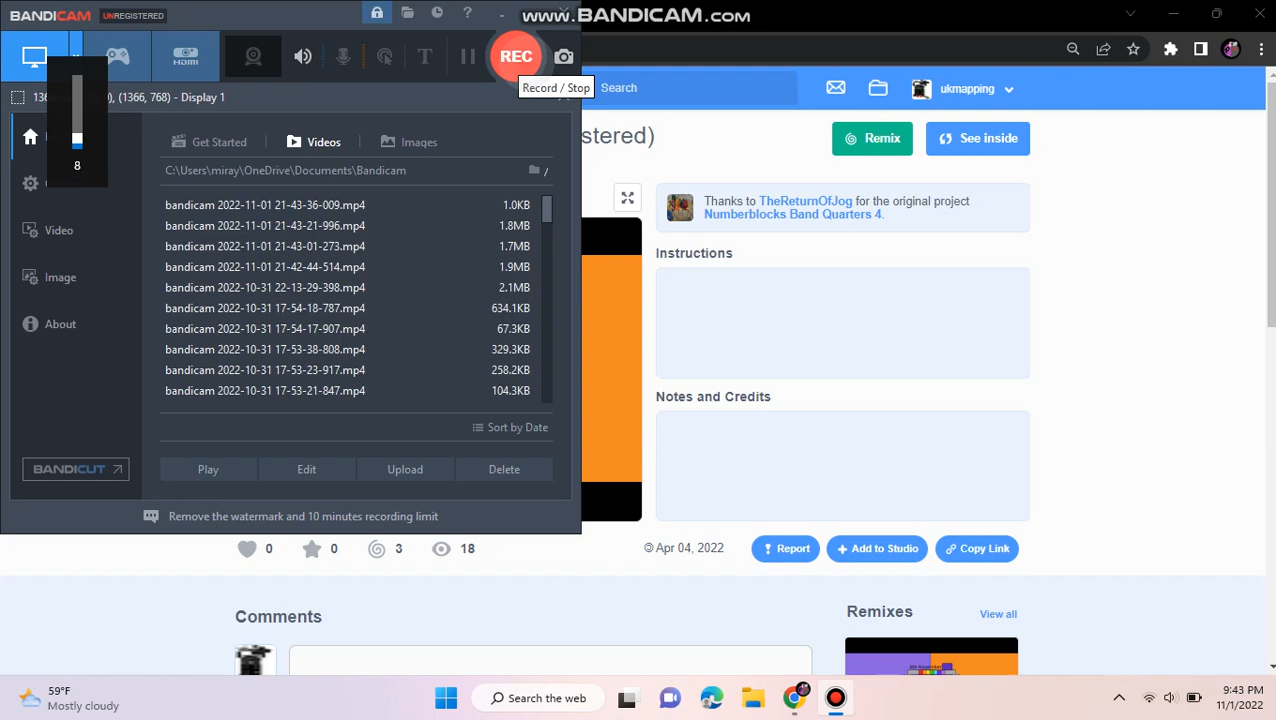 BANDICAM UNREGISTERED
www.BANDICAM.com
REC
Record / Stop
(1366, 768) - Display 1
8
Get Started Videos Images
C:\Users\miray\OneDrive\Documents\Bandicam
bandicam 2022-11-01 21-43-36-009.mp4 1.0KB
bandicam 2022-11-01 21-43-21-996.mp4 1.8MB
bandicam 2022-11-01 21-43-01-273.mp4 1.7MB
bandicam 2022-11-01 21-42-44-514.mp4 1.9MB
bandicam 2022-10-31 22-13-29-398.mp4 2.1MB
bandicam 2022-10-31 17-54-18-787.mp4 634.1KB
bandicam 2022-10-31 17-54-17-907.mp4 67.3KB
bandicam 2022-10-31 17-53-38-808.mp4 329.3KB
bandicam 2022-10-31 17-53-23-917.mp4 258.2KB
bandicam 2022-10-31 17-53-21-847.mp4 104.3KB
Video
Image
About
Sort by Date
BANDICUT
Play Edit Upload Delete
Remove the watermark and 10 minutes recording limit
Search
ukmapping
stered)
Remix
See inside
Thanks to TheReturnOfJog for the original project
Numberblocks Band Quarters 4.
Instructions
Notes and Credits
0 0 3 18
Apr 04, 2022
Report
Add to Studio
Copy Link
Comments
Remixes
View all
59°F
Mostly cloudy
Search the web
9:43 PM
11/1/2022